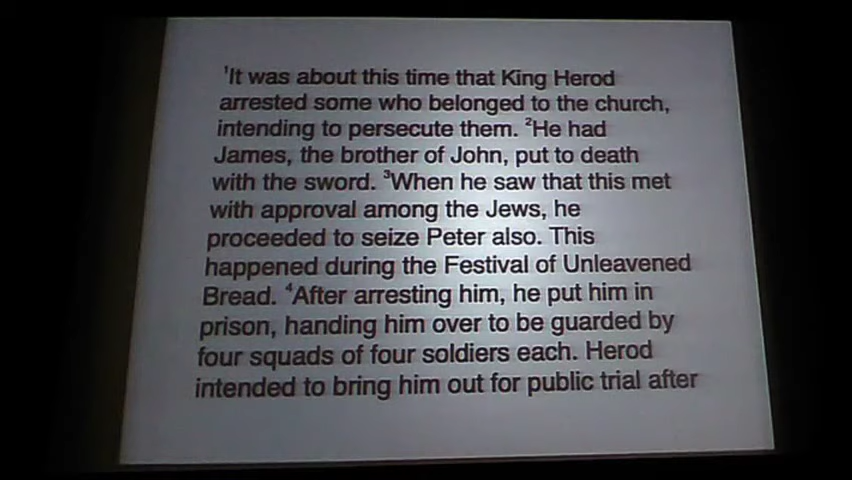 ¹It was about this time that King Herod
arrested some who belonged to the church,
intending to persecute them. ²He had
James, the brother of John, put to death
with the sword. ³When he saw that this met
with approval among the Jews, he
proceeded to seize Peter also. This
happened during the Festival of Unleavened
Bread. ⁴After arresting him, he put him in
prison, handing him over to be guarded by
four squads of four soldiers each. Herod
intended to bring him out for public trial after